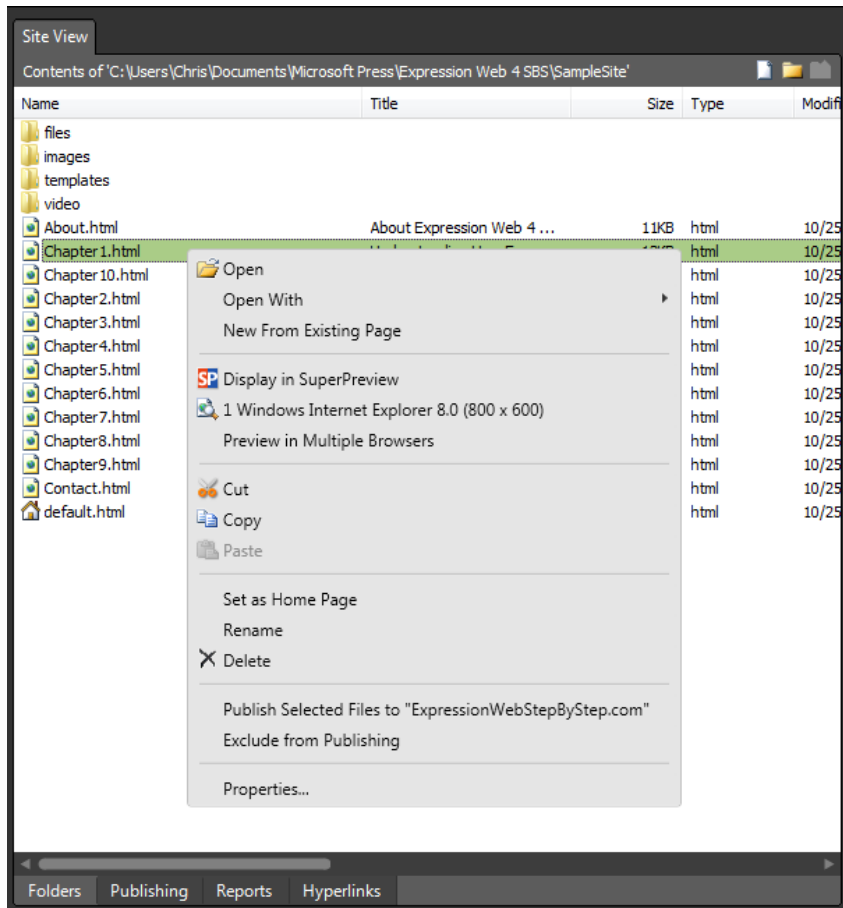 Site View
Contents of 'C:\Users\Chris\Documents\Microsoft Press\Expression Web 4 SBS\SampleSite'
Name Title Size Type Modifi
files
images
templates
video
About.html About Expression Web 4 ... 11KB html 10/25
Chapter1.html html 10/25
Chapter10.html html 10/25
Chapter2.html html 10/25
Chapter3.html html 10/25
Chapter4.html html 10/25
Chapter5.html html 10/25
Chapter6.html html 10/25
Chapter7.html html 10/25
Chapter8.html html 10/25
Chapter9.html html 10/25
Contact.html html 10/25
default.html html 10/25
Open
Open With
New From Existing Page
SP Display in SuperPreview
1 Windows Internet Explorer 8.0 (800 x 600)
Preview in Multiple Browsers
Cut
Copy
Paste
Set as Home Page
Rename
Delete
Publish Selected Files to "ExpressionWebStepByStep.com"
Exclude from Publishing
Properties...
Folders Publishing Reports Hyperlinks